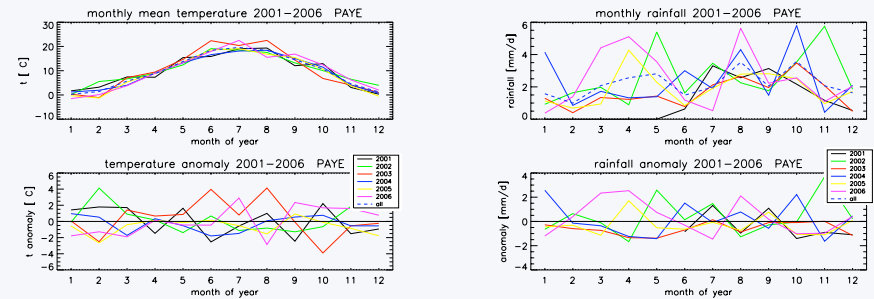 monthly mean temperature 2001−2006 PAYE
t [ C]
30
20
10
0
−10
1 2 3 4 5 6 7 8 9 10 11 12
month of year
monthly rainfall 2001−2006 PAYE
rainfall [mm/d]
6
4
2
0
1 2 3 4 5 6 7 8 9 10 11 12
month of year
temperature anomaly 2001−2006 PAYE
t anomaly [ C]
6
4
2
0
−2
−4
−6
1 2 3 4 5 6 7 8 9 10 11 12
month of year
2001
2002
2003
2004
2005
2006
all
rainfall anomaly 2001−2006 PAYE
anomaly [mm/d]
4
2
0
−2
−4
1 2 3 4 5 6 7 8 9 10 11 12
month of year
2001
2002
2003
2004
2005
2006
all